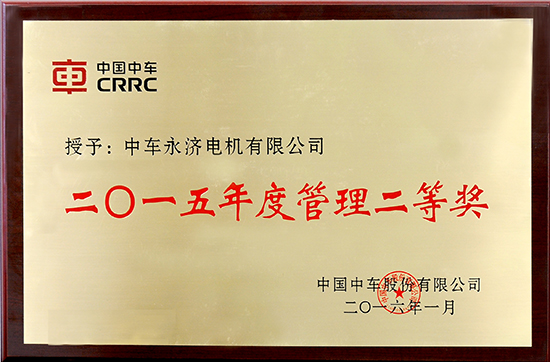 中国中车
CRRC
授予：中车永济电机有限公司
二〇一五年度管理二等奖
中国中车股份有限公司
二〇一六年一月